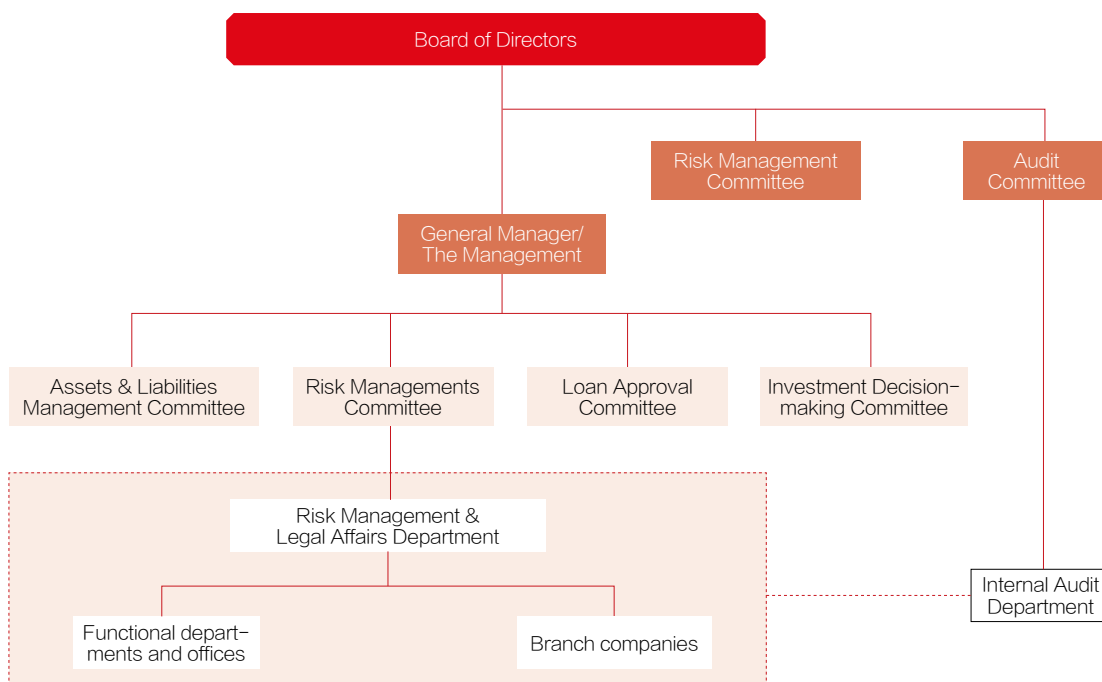 Board of Directors
Risk Management
Committee
Audit
Committee
General Manager/
The Management
Assets & Liabilities
Management Committee
Risk Managements
Committee
Loan Approval
Committee
Investment Decision-
making Committee
Risk Management &
Legal Affairs Department
Internal Audit
Department
Functional depart-
ments and offices
Branch companies